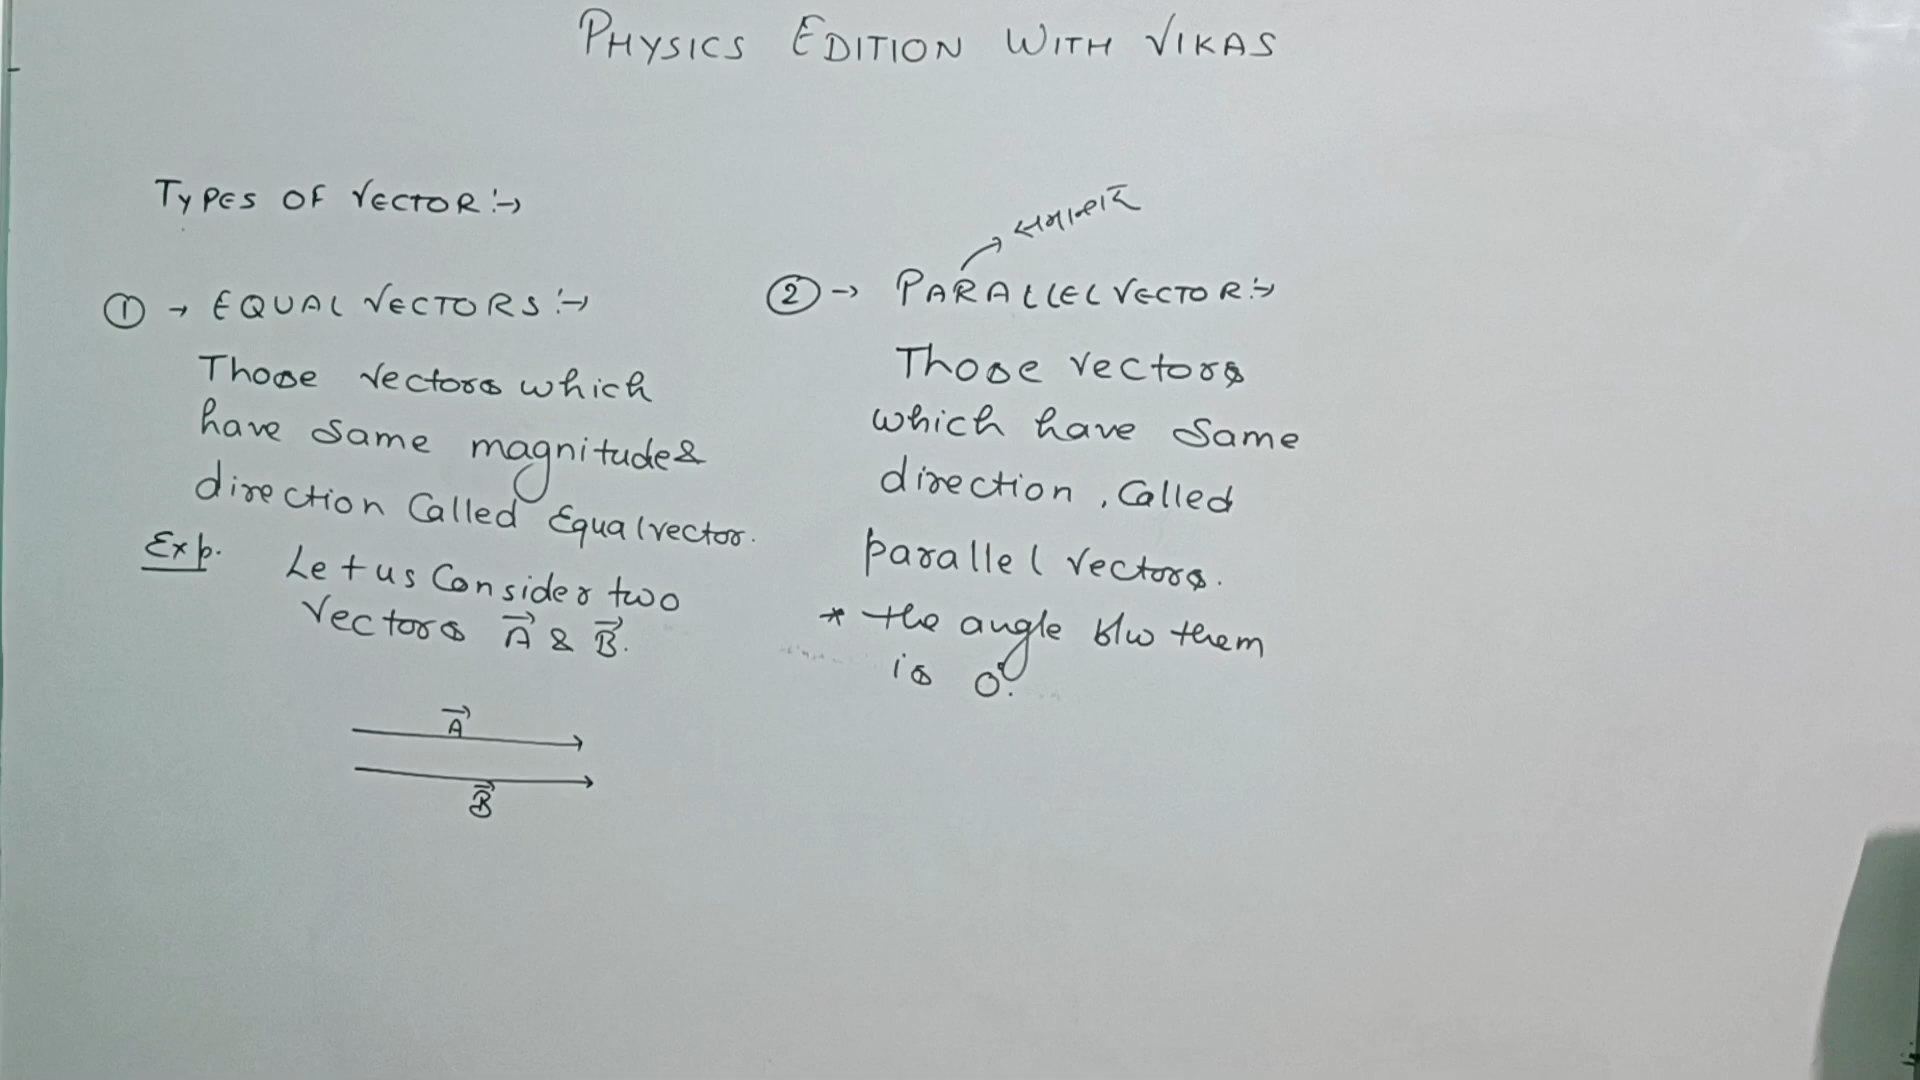 PHYSICS EDITION WITH VIKAS
TYPES OF VECTOR :→
① → EQUAL VECTORS :→
Those vectors which
have same magnitude &
direction Called Equal vector.
Exp. Let us Consider two
Vectors A⃗ & B⃗.
A⃗
B⃗
समान्तर
② → PARALLEL VECTOR :→
Those vectors
which have same
direction, Called
parallel vectors.
* the angle b/w them
is 0°.